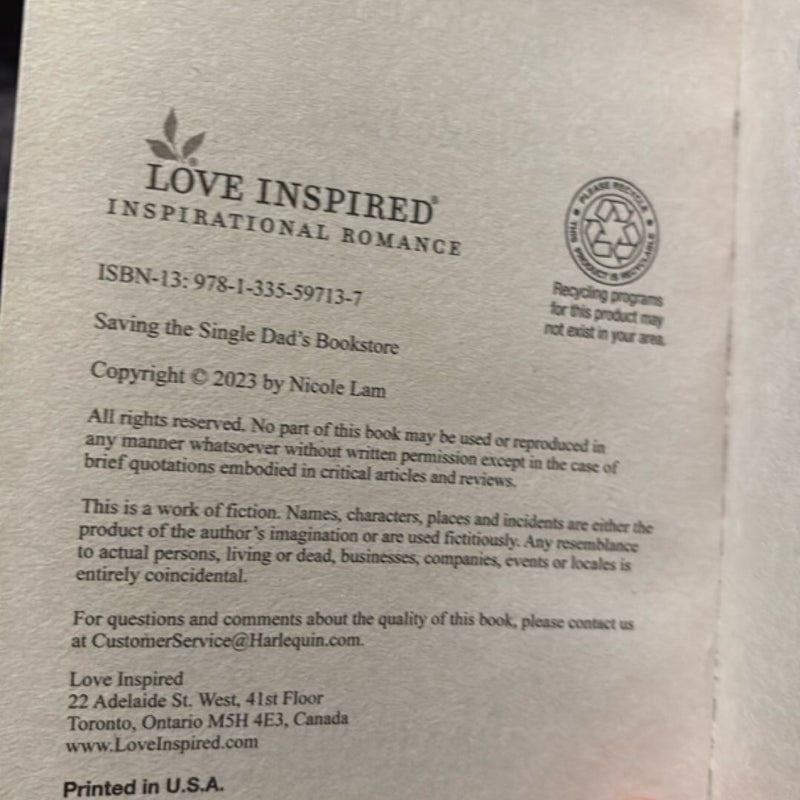 LOVE INSPIRED®
INSPIRATIONAL ROMANCE
PLEASE RECYCLE
THIS PRODUCT IS RECYCLABLE
Recycling programs
for this product may
not exist in your area.
ISBN-13: 978-1-335-59713-7
Saving the Single Dad's Bookstore
Copyright © 2023 by Nicole Lam
All rights reserved. No part of this book may be used or reproduced in
any manner whatsoever without written permission except in the case of
brief quotations embodied in critical articles and reviews.
This is a work of fiction. Names, characters, places and incidents are either the
product of the author's imagination or are used fictitiously. Any resemblance
to actual persons, living or dead, businesses, companies, events or locales is
entirely coincidental.
For questions and comments about the quality of this book, please contact us
at CustomerService@Harlequin.com.
Love Inspired
22 Adelaide St. West, 41st Floor
Toronto, Ontario M5H 4E3, Canada
www.LoveInspired.com
Printed in U.S.A.